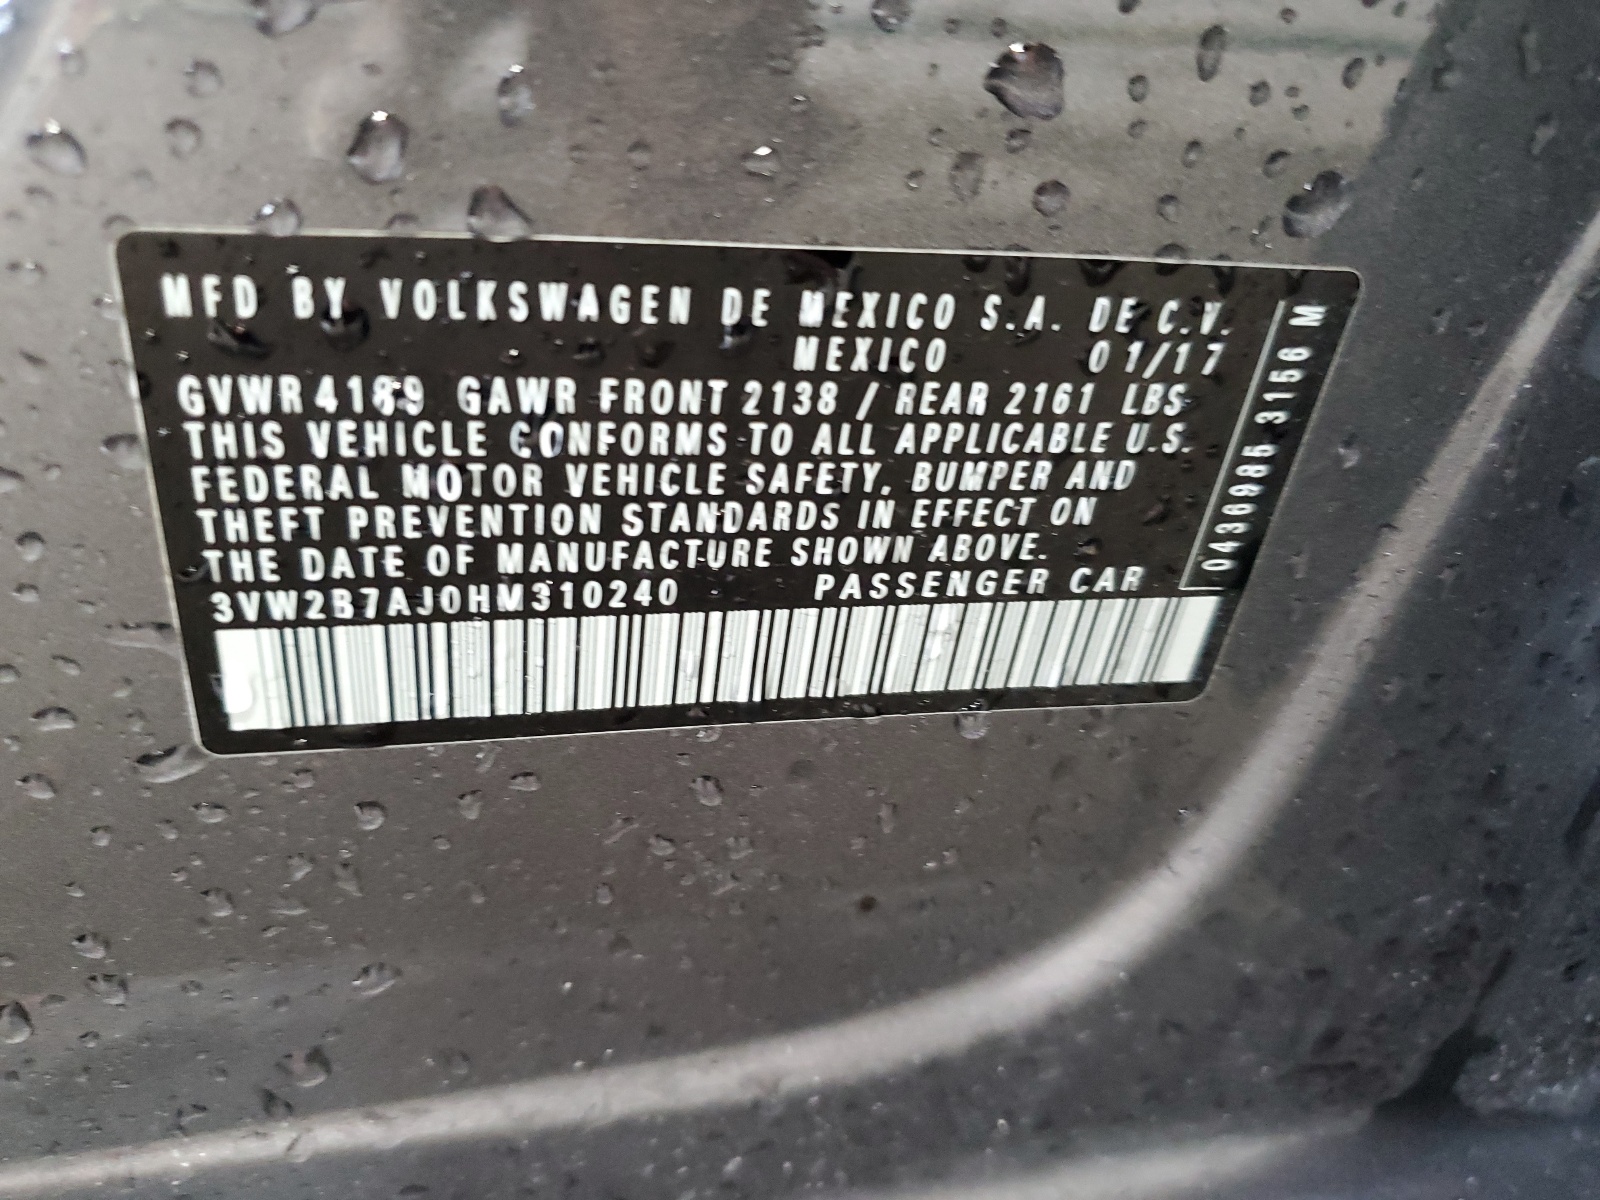 MFD BY VOLKSWAGEN DE MEXICO S.A. DE C.V.
MEXICO 01/17
GVWR 4189 GAWR FRONT 2138 / REAR 2161 LBS
THIS VEHICLE CONFORMS TO ALL APPLICABLE U.S.
FEDERAL MOTOR VEHICLE SAFETY, BUMPER AND
THEFT PREVENTION STANDARDS IN EFFECT ON
THE DATE OF MANUFACTURE SHOWN ABOVE.
3VW2B7AJ0HM310240 PASSENGER CAR
0436985 3156 M